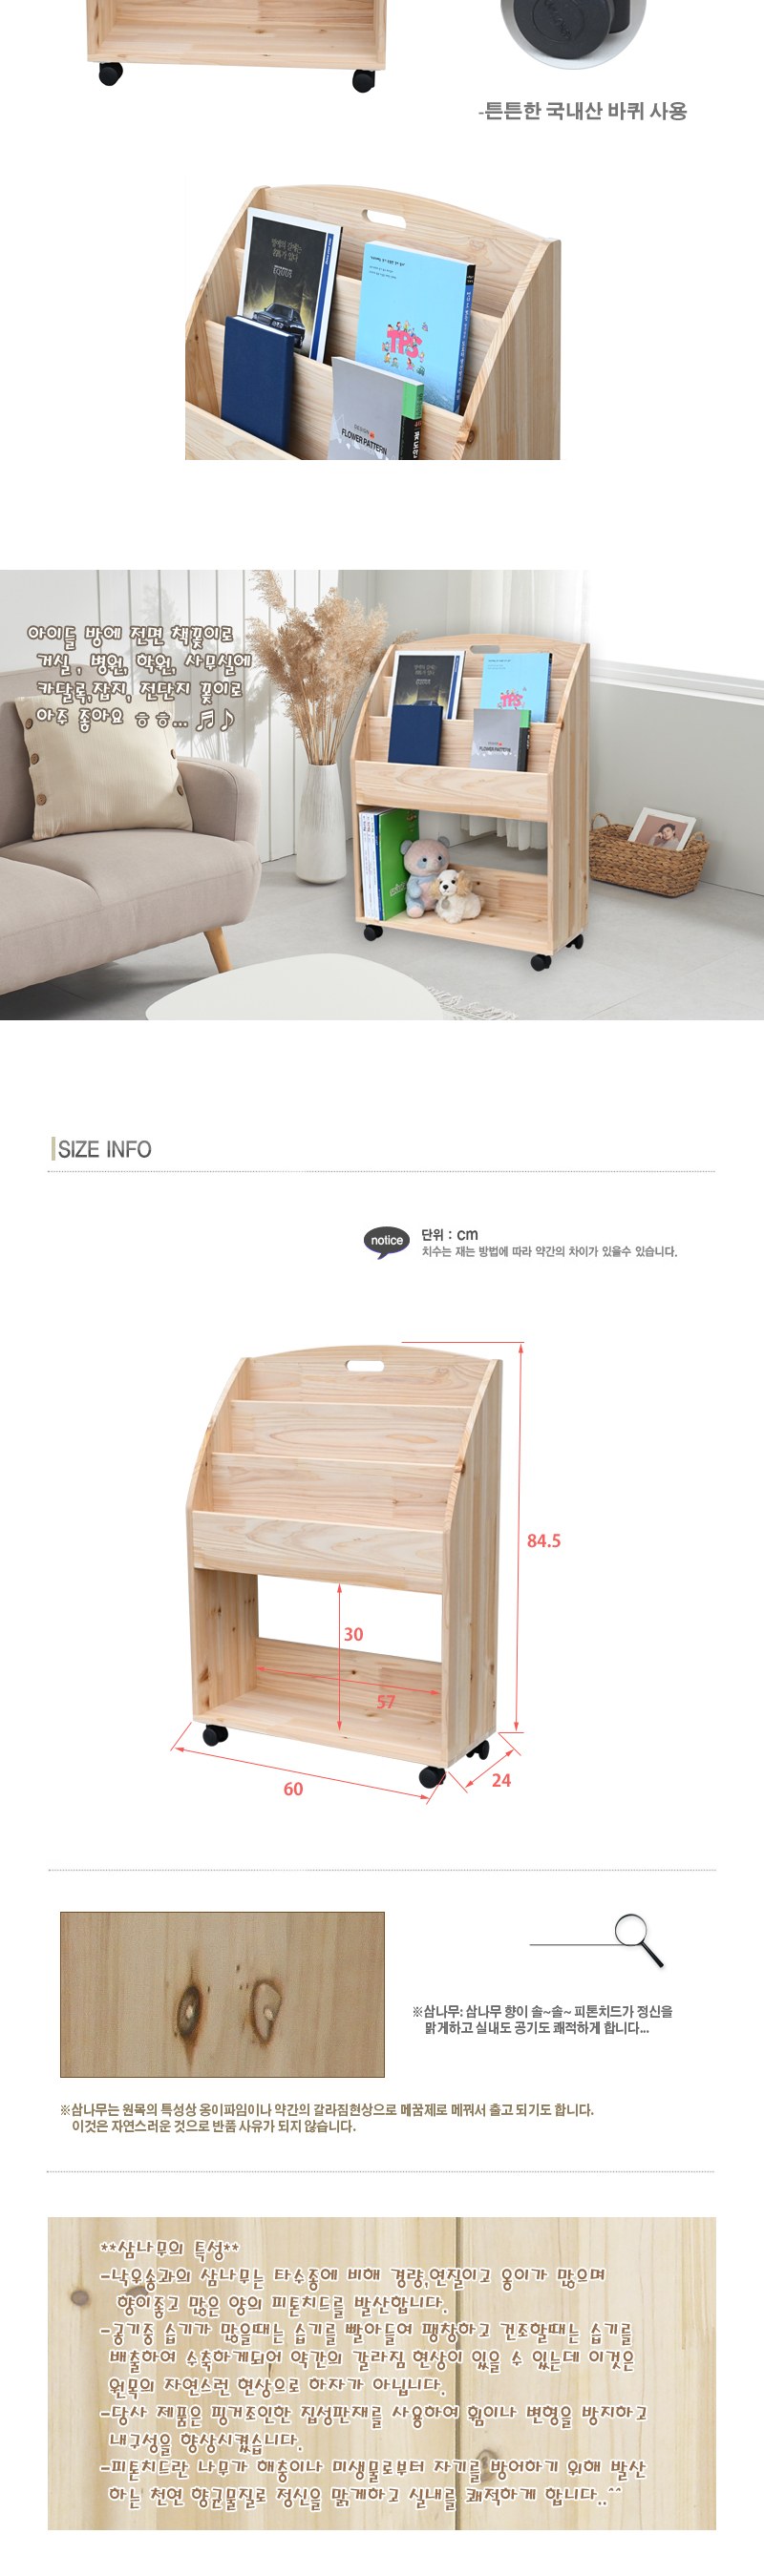 -튼튼한 국내산 바퀴 사용
EQUUS
TPS
DESIGN
FLOWER PATTERN
아이들 방에 전면 책꽂이로
거실, 병원, 학원, 사무실에
카달록,잡지, 전단지 꽂이로
아주 좋아요 ㅎㅎ... ♬♪
TPS
FLOWER PATTERN
SIZE INFO
notice
단위 : cm
치수는 재는 방법에 따라 약간의 차이가 있을수 있습니다.
84.5
30
57
60
24
※삼나무: 삼나무 향이 솔~솔~ 피톤치드가 정신을
맑게하고 실내도 공기도 쾌적하게 합니다...
※삼나무는 원목의 특성상 옹이파임이나 약간의 갈라짐현상으로 메꿈제로 메꿔서 출고 되기도 합니다.
이것은 자연스러운 것으로 반품 사유가 되지 않습니다.
**삼나무의 특성**
-낙우송과의 삼나무는 타수종에 비해 경량,연질이고 옹이가 많으며
향이좋고 많은 양의 피톤치드를 발산합니다.
-공기중 습기가 많을때는 습기를 빨아들여 팽창하고 건조할때는 습기를
배출하여 수축하게되어 약간의 갈라짐 현상이 있을 수 있는데 이것은
원목의 자연스런 현상으로 하자가 아닙니다.
-당사 제품은 핑거조인한 집성판재를 사용하여 휨이나 변형을 방지하고
내구성을 향상시켰습니다.
-피톤치드란 나무가 해충이나 미생물로부터 자기를 방어하기 위해 발산
하는 천연 향균물질로 정신을 맑게하고 실내를 쾌적하게 합니다..^^